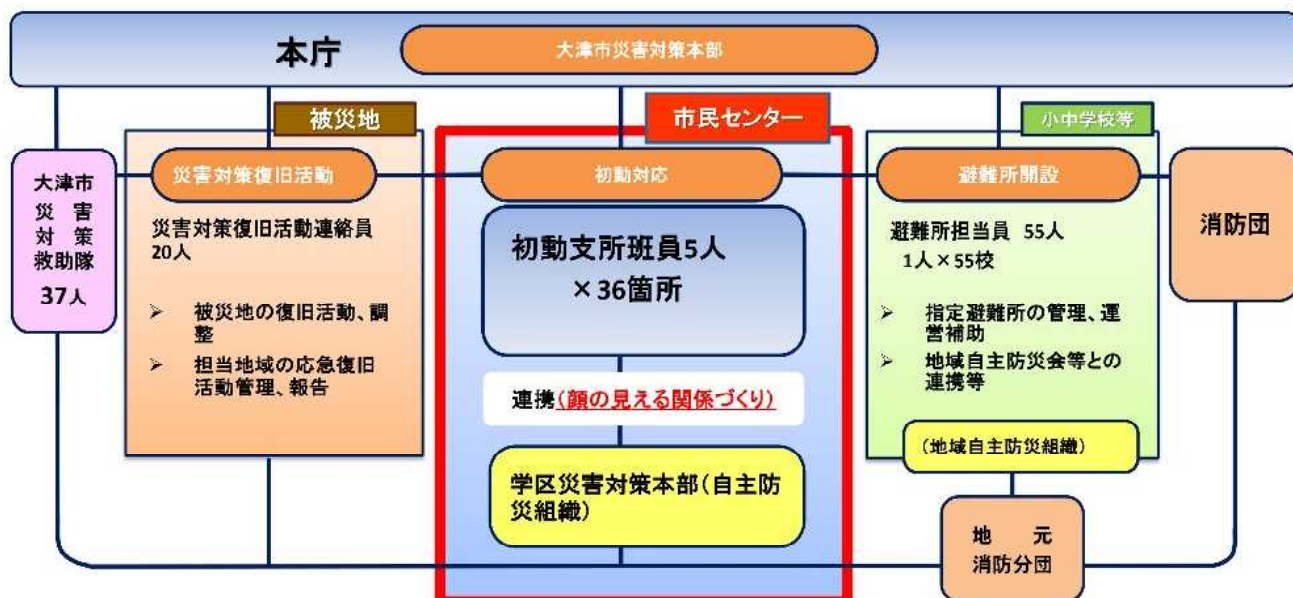 本庁
大津市災害対策本部
被災地
市民センター
小中学校等
大津市
災害
対策
救助隊
37人
災害対策復旧活動
災害対策復旧活動連絡員
20人
➢ 被災地の復旧活動、調
整
➢ 担当地域の応急復旧
活動管理、報告
初動対応
初動支所班員5人
×36箇所
連携(顔の見える関係づくり)
学区災害対策本部(自主防
災組織)
避難所開設
避難所担当員 55人
1人×55校
➢ 指定避難所の管理、運
営補助
➢ 地域自主防災会等との
連携等
(地域自主防災組織)
地 元
消防分団
消防団